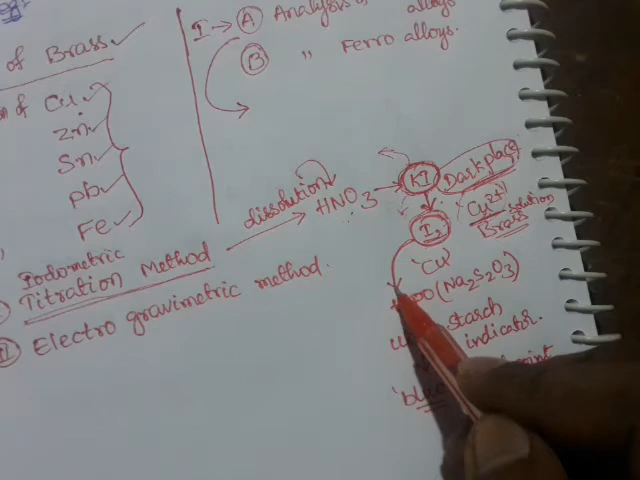 I → A Analysis alloys
B " Ferro alloys.
of Brass ✓
of Cu ✓
Zn ✓
Sn ✓
Pb ✓
Fe ✓
Iodometric
Titration Method
dissolution
HNO3 → KI Dark place
I2
"Cu2+" solution
Brass
'Cu'
(Na2S2O3)
starch
indicator.
II Electro gravimetric method.